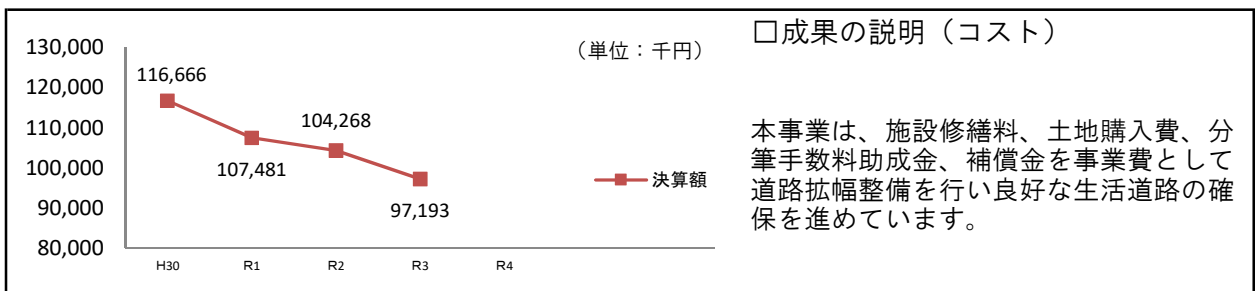 □成果の説明（コスト）
（単位：千円）
130,000
120,000
110,000
100,000
90,000
80,000
116,666
107,481
104,268
97,193
決算額
H30
R1
R2
R3
R4
本事業は、施設修繕料、土地購入費、分
筆手数料助成金、補償金を事業費として
道路拡幅整備を行い良好な生活道路の確
保を進めています。